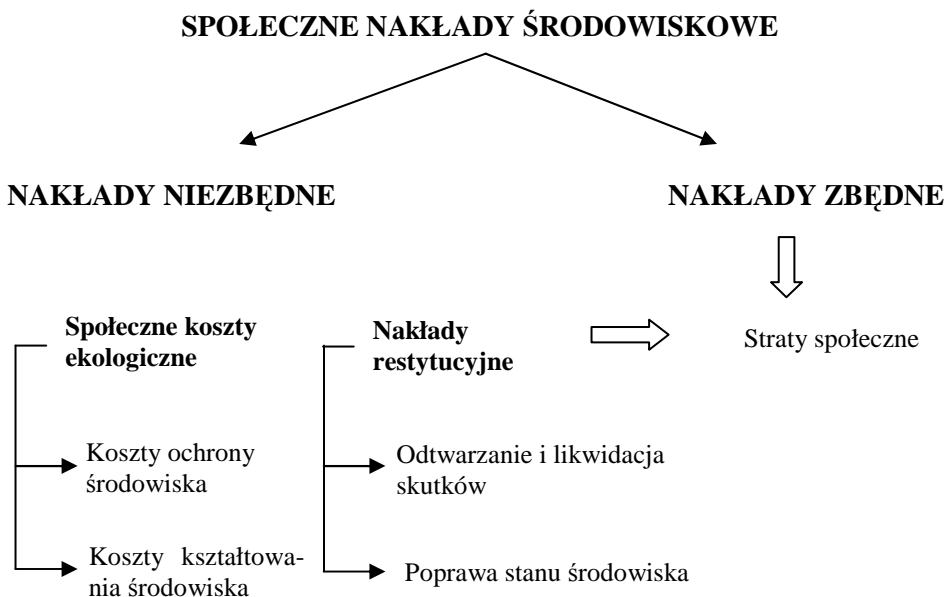 SPOŁECZNE NAKŁADY ŚRODOWISKOWE
NAKŁADY NIEZBĘDNE
NAKŁADY ZBĘDNE
Społeczne koszty
ekologiczne
Nakłady
restytucyjne
Straty społeczne
Koszty ochrony
środowiska
Odtwarzanie i likwidacja
skutków
Koszty kształtowa-
nia środowiska
Poprawa stanu środowiska